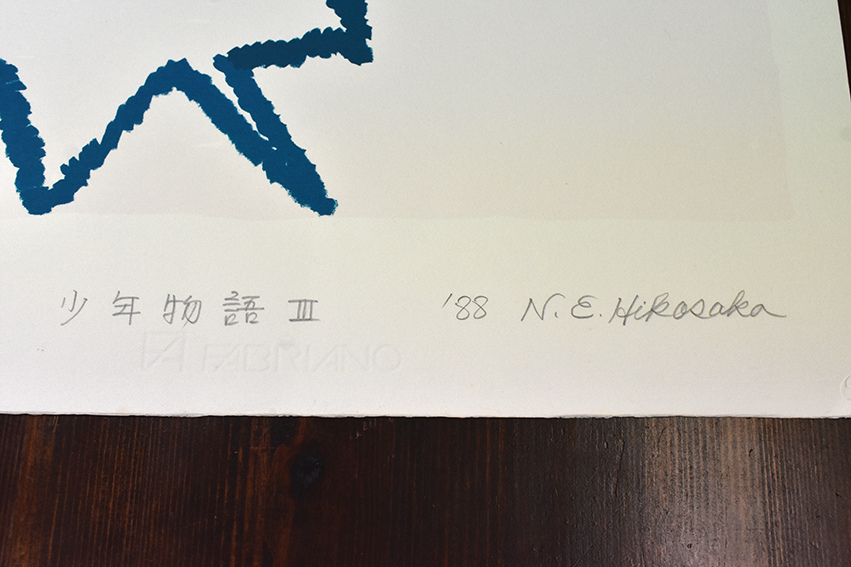 少年物語 III '88 N.E. Hikosaka
FABRIANO